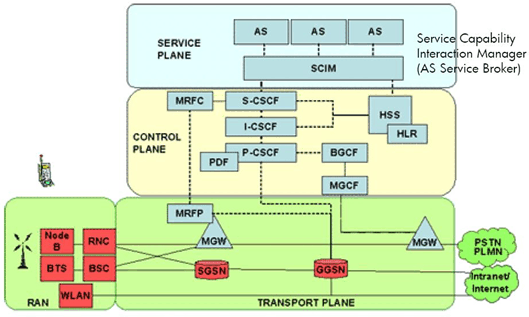 AS
AS
AS
SERVICE
PLANE
SCIM
Service Capability
Interaction Manager
(AS Service Broker)
MRFC
S-CSCF
HSS
HLR
I-CSCF
CONTROL
PLANE
P-CSCF
PDF
BGCF
MGCF
MRFP
Node
B
RNC
MGW
MGW
PSTN
PLMN
BTS
BSC
SGSN
GGSN
Intranet/
Internet
WLAN
RAN
TRANSPORT PLANE